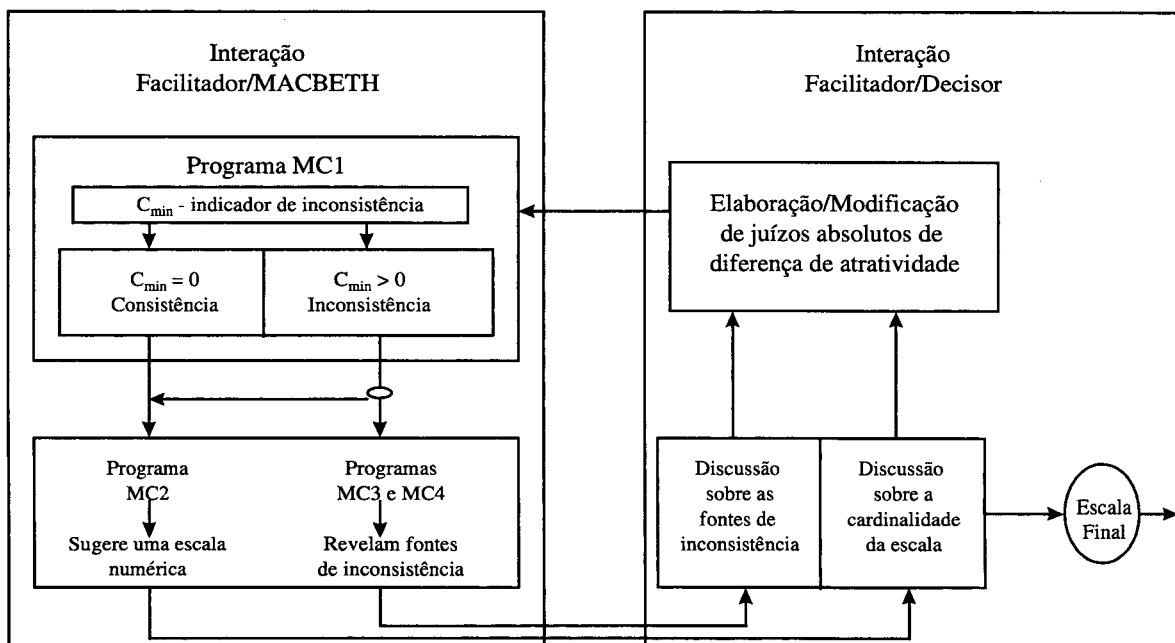 Interação
Facilitador/MACBETH
Programa MC1
C_min - indicador de inconsistência
C_min = 0
Consistência
C_min > 0
Inconsistência
Programa
MC2
Sugere uma escala
numérica
Programas
MC3 e MC4
Revelam fontes
de inconsistência
Interação
Facilitador/Decisor
Elaboração/Modificação
de juízos absolutos de
diferença de atratividade
Discussão
sobre as
fontes de
inconsistência
Discussão
sobre a
cardinalidade
da escala
Escala
Final